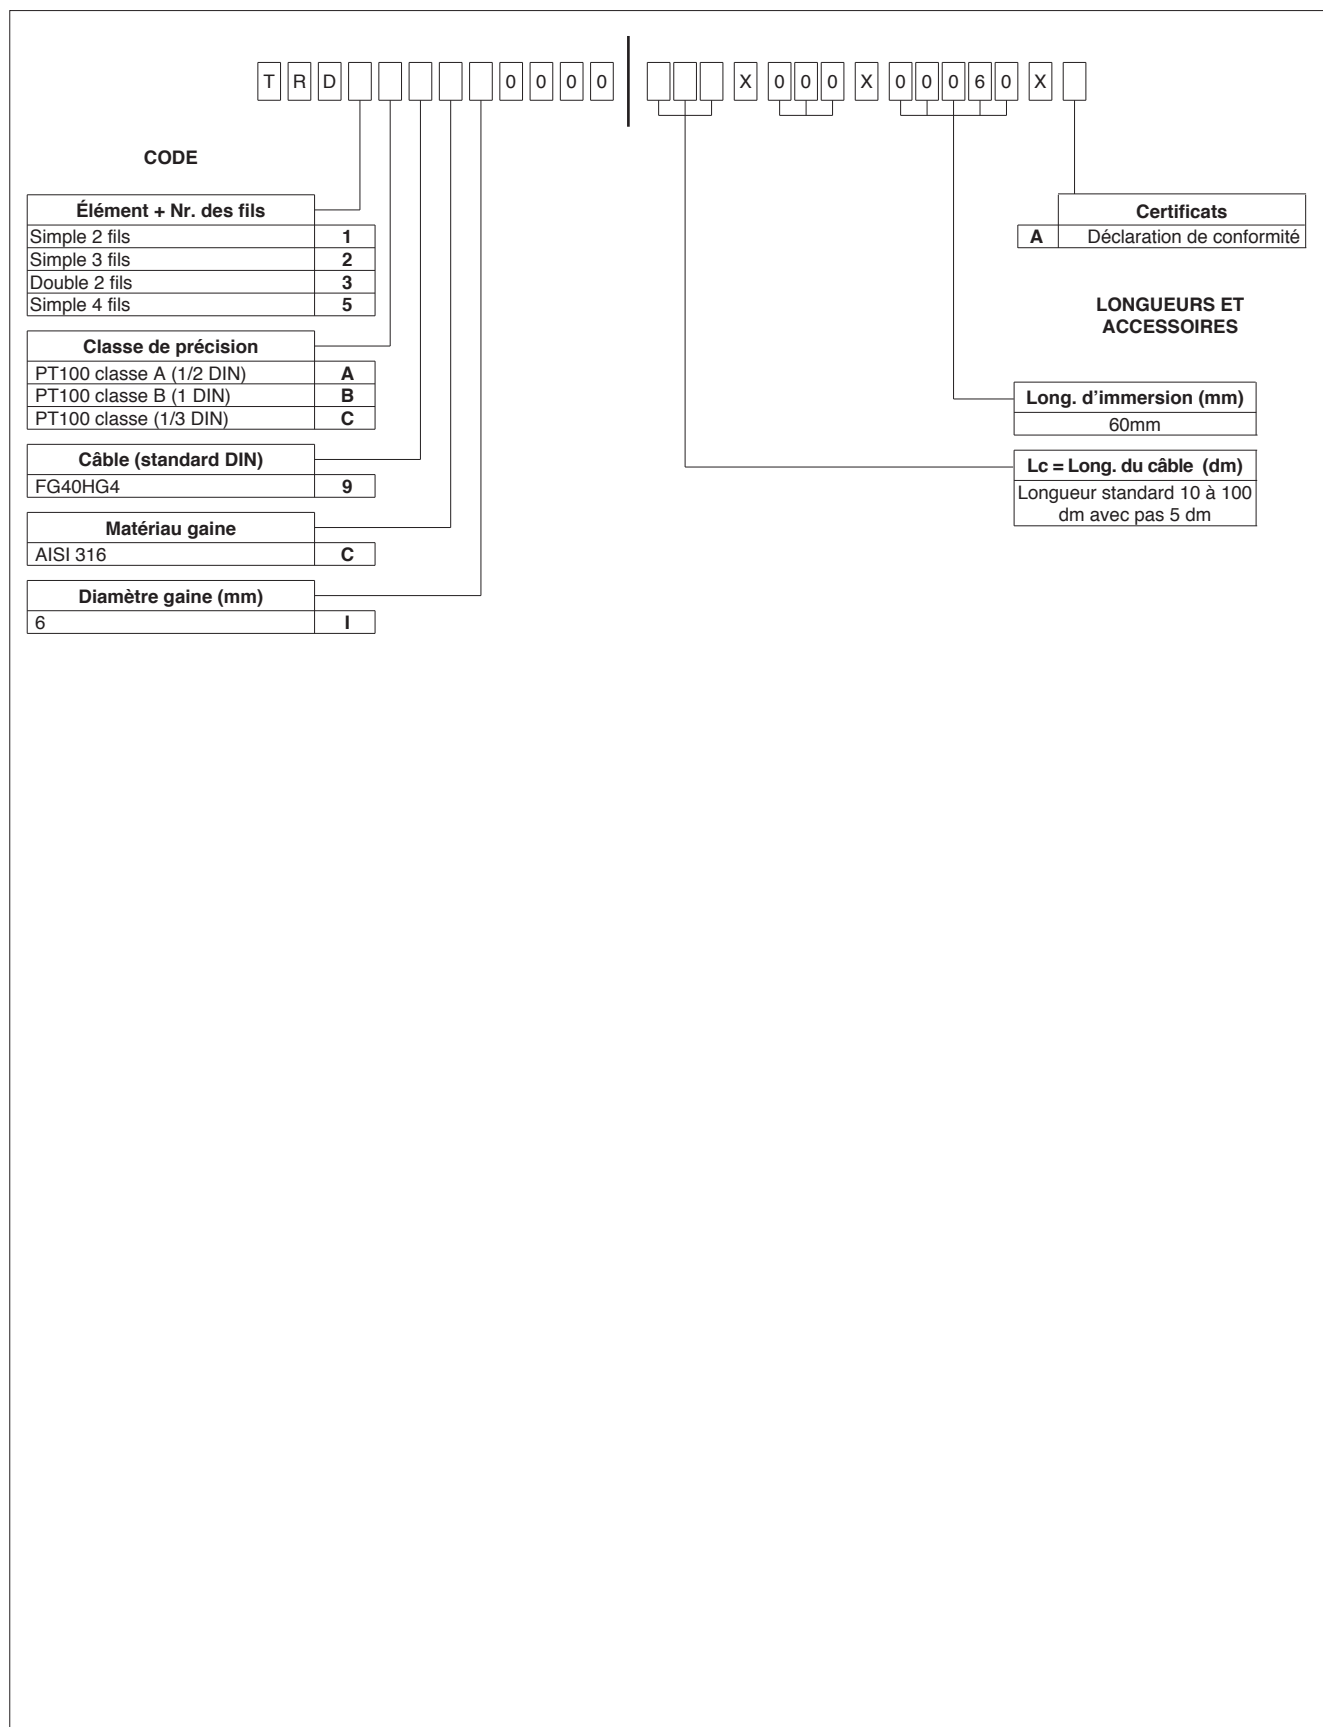 T R D 0 0 0 0 X 0 0 0 X 0 0 0 6 0 X
CODE
Élément + Nr. des fils
Simple 2 fils 1
Simple 3 fils 2
Double 2 fils 3
Simple 4 fils 5
Classe de précision
PT100 classe A (1/2 DIN) A
PT100 classe B (1 DIN) B
PT100 classe (1/3 DIN) C
Câble (standard DIN)
FG40HG4 9
Matériau gaine
AISI 316 C
Diamètre gaine (mm)
6 I
Certificats
A Déclaration de conformité
LONGUEURS ET
ACCESSOIRES
Long. d’immersion (mm)
60mm
Lc = Long. du câble (dm)
Longueur standard 10 à 100
dm avec pas 5 dm